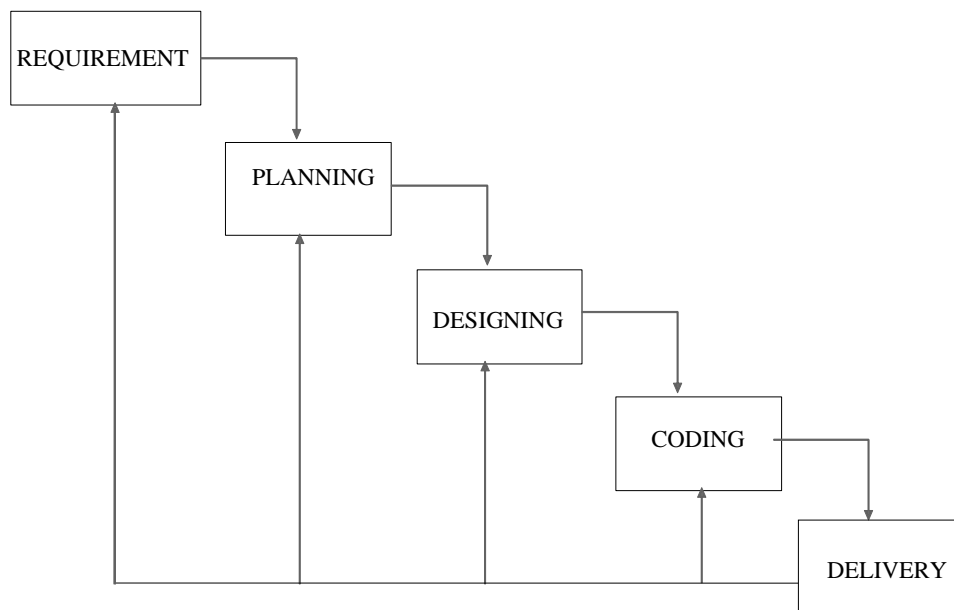 REQUIREMENT
PLANNING
DESIGNING
CODING
DELIVERY